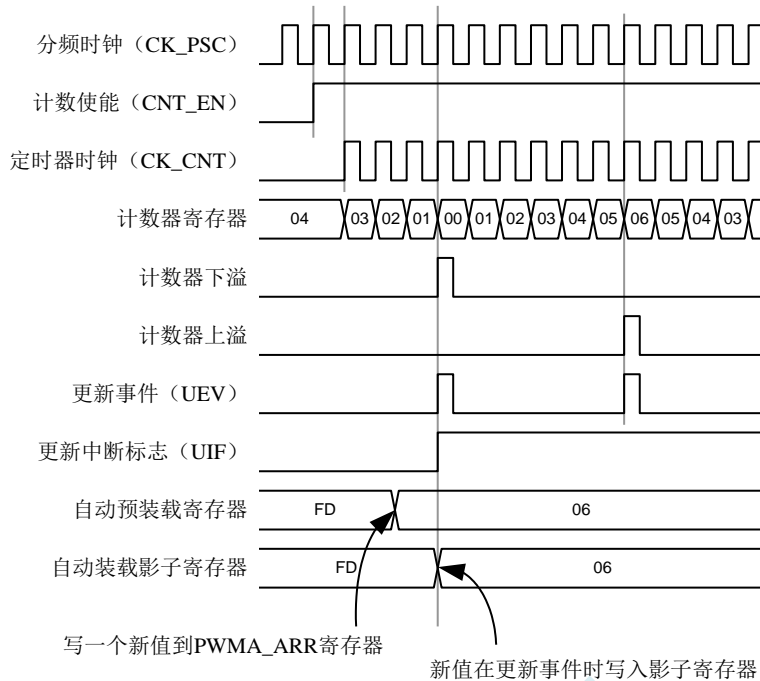 分频时钟（CK_PSC）
计数使能（CNT_EN）
定时器时钟（CK_CNT）
计数器寄存器 04 03 02 01 00 01 02 03 04 05 06 05 04 03
计数器下溢
计数器上溢
更新事件（UEV）
更新中断标志（UIF）
自动预装载寄存器 FD 06
自动装载影子寄存器 FD 06
写一个新值到PWMA_ARR寄存器
新值在更新事件时写入影子寄存器